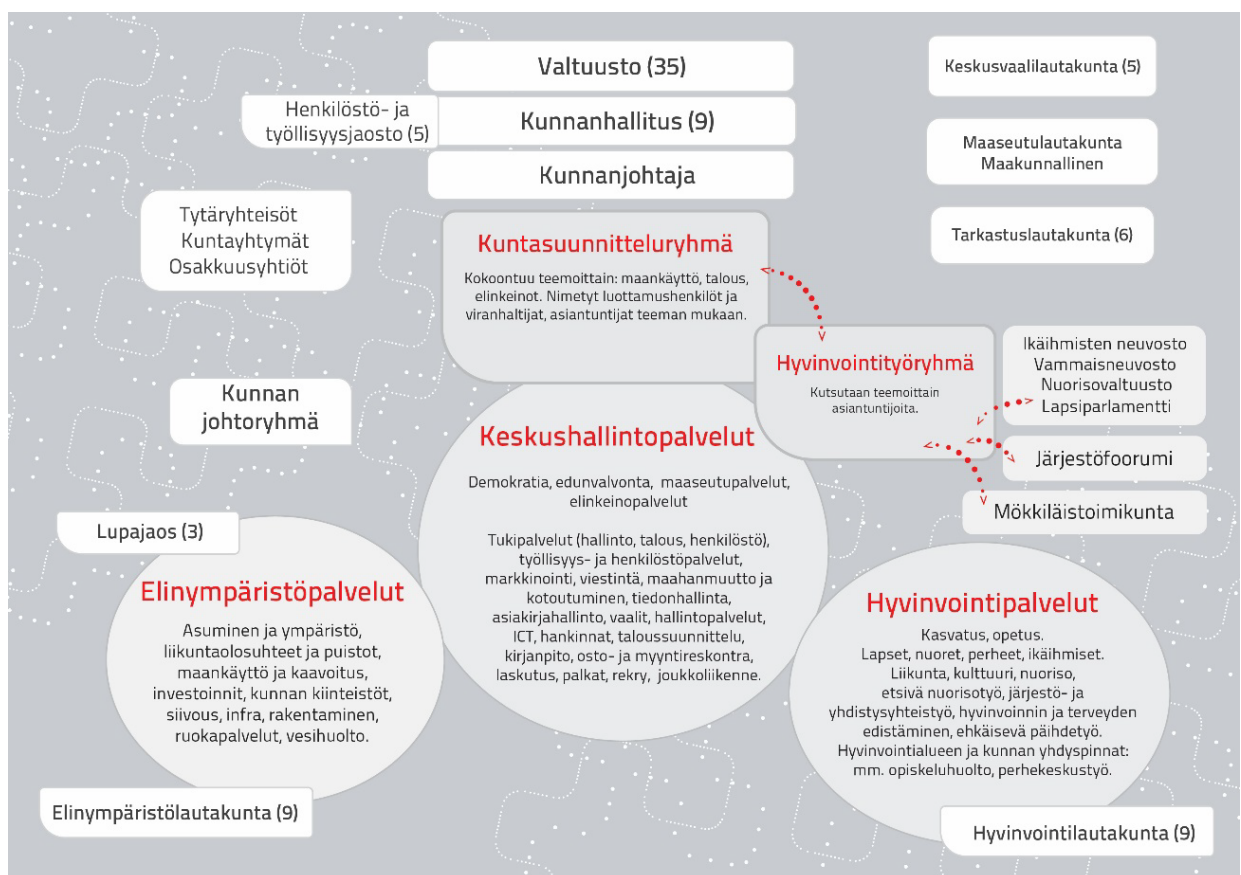 Valtuusto (35)
Henkilöstö- ja
työllisyysjaosto (5)
Kunnanhallitus (9)
Kunnanjohtaja
Keskusvaalilautakunta (5)
Maaseutulautakunta
Maakunnallinen
Tarkastuslautakunta (6)
Tytäryhteisöt
Kuntayhtymät
Osakkuusyhtiöt
Kuntasuunnitteluryhmä
Kokoontuu teemoittain: maankäyttö, talous,
elinkeinot. Nimetyt luottamushenkilöt ja
viranhaltijat, asiantuntijat teeman mukaan.
Hyvinvointityöryhmä
Kutsutaan teemoittain
asiantuntijoita.
Ikäihmisten neuvosto
Vammaisneuvosto
Nuorisovaltuusto
Lapsiparlamentti
Järjestöfoorumi
Mökkiläistoimikunta
Kunnan
johtoryhmä
Keskushallintopalvelut
Demokratia, edunvalvonta, maaseutupalvelut,
elinkeinopalvelut
Tukipalvelut (hallinto, talous, henkilöstö),
työllisyys- ja henkilöstöpalvelut,
markkinointi, viestintä, maahanmuutto ja
kotoutuminen, tiedonhallinta,
asiakirjahallinto, vaalit, hallintopalvelut,
ICT, hankinnat, taloussuunnittelu,
kirjanpito, osto- ja myyntireskontra,
laskutus, palkat, rekry, joukkoliikenne.
Lupajaos (3)
Elinympäristöpalvelut
Asuminen ja ympäristö,
liikuntaolosuhteet ja puistot,
maankäyttö ja kaavoitus,
investoinnit, kunnan kiinteistöt,
siivous, infra, rakentaminen,
ruokapalvelut, vesihuolto.
Elinympäristölautakunta (9)
Hyvinvointipalvelut
Kasvatus, opetus.
Lapset, nuoret, perheet, ikäihmiset.
Liikunta, kulttuuri, nuoriso,
etsivä nuorisotyö, järjestö- ja
yhdistysyhteistyö, hyvinvoinnin ja terveyden
edistäminen, ehkäisevä päihdetyö.
Hyvinvointialueen ja kunnan yhdyspinnat:
mm. opiskeluhuolto, perhekeskustyö.
Hyvinvointilautakunta (9)